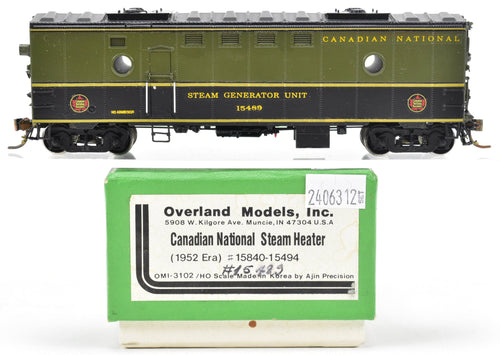 CANADIAN NATIONAL
STEAM GENERATOR UNIT
15489
2406312
Overland Models, Inc.
5908 W. Kilgore Ave. Muncie, IN 47304 U.S.A
Canadian National Steam Heater
(1952 Era) #15840-15494
#15489
OMI-3102 /HO Scale Made in Korea by Ajin Precision